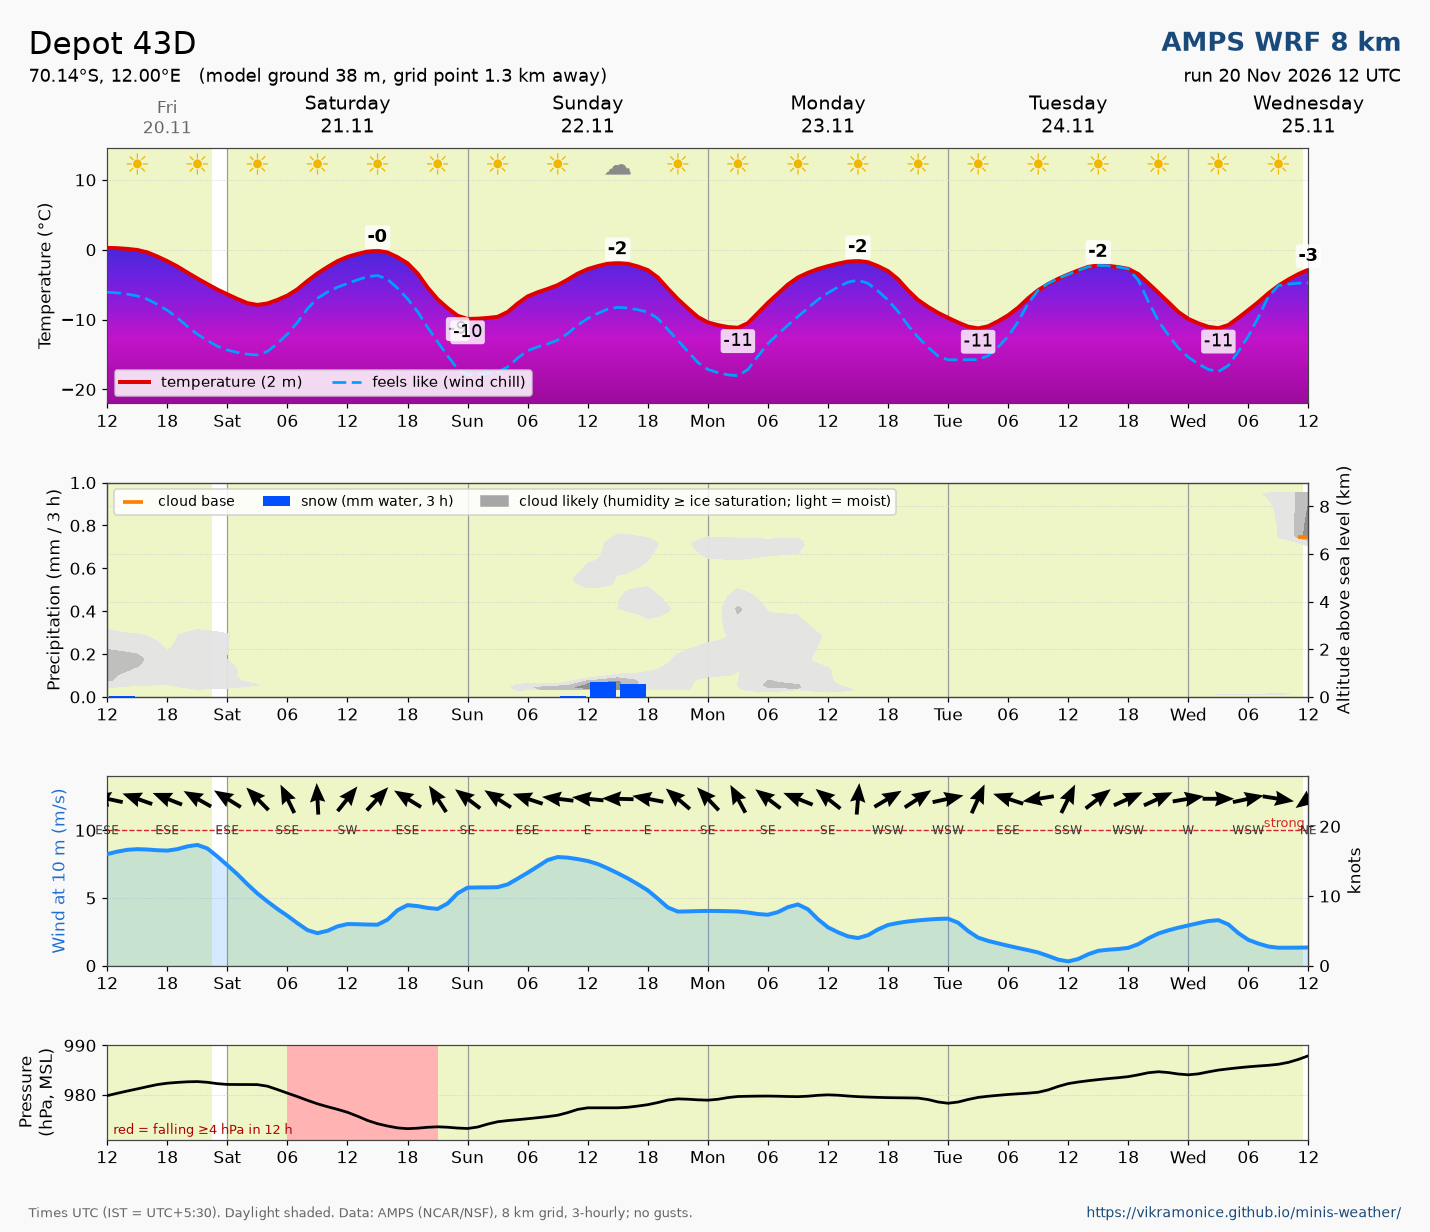 Depot 43D
AMPS WRF 8 km
70.14°S, 12.00°E (model ground 38 m, grid point 1.3 km away)
run 20 Nov 2026 12 UTC
Fri Saturday Sunday Monday Tuesday Wednesday
20.11 21.11 22.11 23.11 24.11 25.11
Temperature (°C)
10
0
−10
−20
-0 -2 -2 -2 -3
-10 -11 -11 -11
temperature (2 m) feels like (wind chill)
12 18 Sat 06 12 18 Sun 06 12 18 Mon 06 12 18 Tue 06 12 18 Wed 06 12
Precipitation (mm / 3 h)
1.0
0.8
0.6
0.4
0.2
0.0
cloud base snow (mm water, 3 h) cloud likely (humidity ≥ ice saturation; light = moist)
8
6
4
2
0
Altitude above sea level (km)
12 18 Sat 06 12 18 Sun 06 12 18 Mon 06 12 18 Tue 06 12 18 Wed 06 12
Wind at 10 m (m/s)
10
5
0
ESE ESE ESE SSE SW ESE SE ESE E E SE SE SE WSW WSW ESE SSW WSW W WSW NE
strong
20
10
0
knots
12 18 Sat 06 12 18 Sun 06 12 18 Mon 06 12 18 Tue 06 12 18 Wed 06 12
Pressure
(hPa, MSL)
990
980
red = falling ≥4 hPa in 12 h
12 18 Sat 06 12 18 Sun 06 12 18 Mon 06 12 18 Tue 06 12 18 Wed 06 12
Times UTC (IST = UTC+5:30). Daylight shaded. Data: AMPS (NCAR/NSF), 8 km grid, 3-hourly; no gusts.
https://vikramonice.github.io/minis-weather/